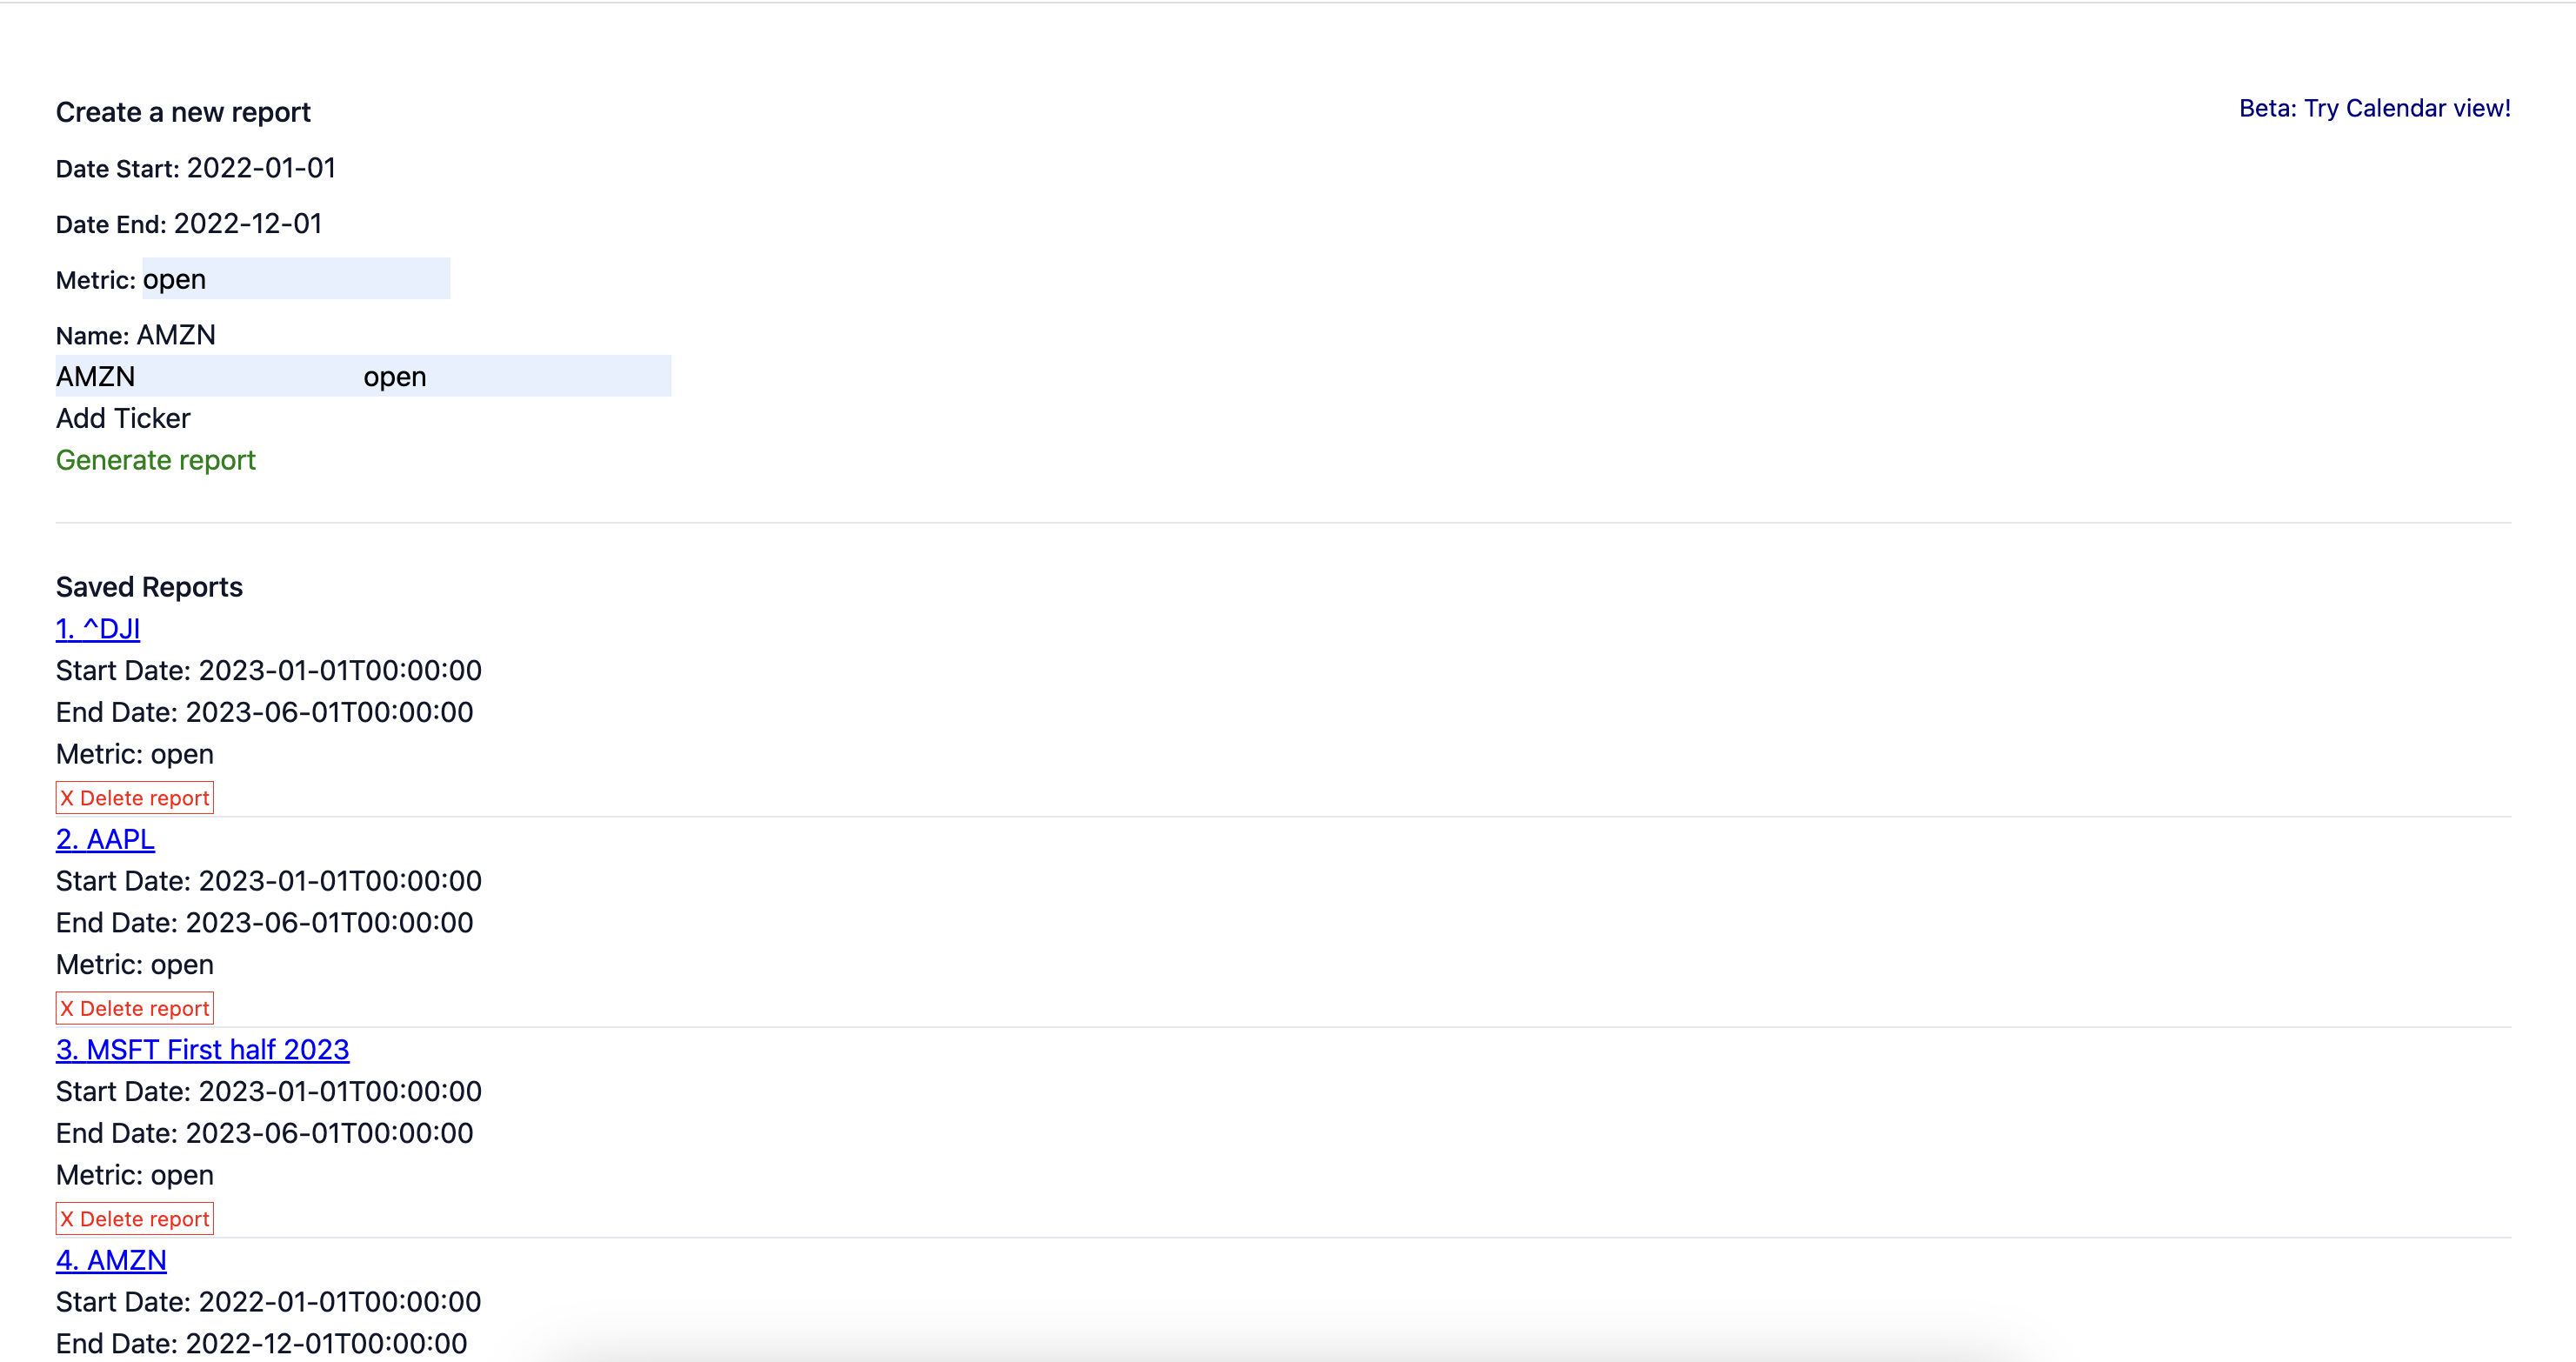 Create a new report
Beta: Try Calendar view!
Date Start: 2022-01-01
Date End: 2022-12-01
Metric: open
Name: AMZN
AMZN open
Add Ticker
Generate report
Saved Reports
1. ^DJI
Start Date: 2023-01-01T00:00:00
End Date: 2023-06-01T00:00:00
Metric: open
X Delete report
2. AAPL
Start Date: 2023-01-01T00:00:00
End Date: 2023-06-01T00:00:00
Metric: open
X Delete report
3. MSFT First half 2023
Start Date: 2023-01-01T00:00:00
End Date: 2023-06-01T00:00:00
Metric: open
X Delete report
4. AMZN
Start Date: 2022-01-01T00:00:00
End Date: 2022-12-01T00:00:00